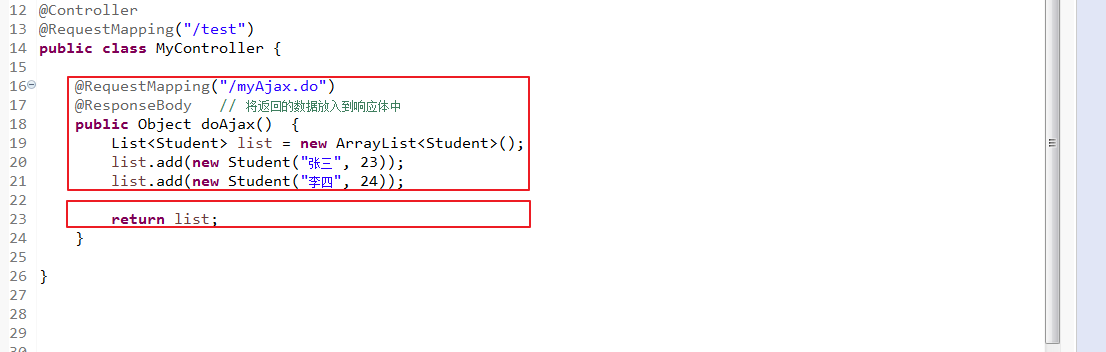 12 @Controller
13 @RequestMapping("/test")
14 public class MyController {
15
16 @RequestMapping("/myAjax.do")
17 @ResponseBody // 将返回的数据放入到响应体中
18 public Object doAjax() {
19 List<Student> list = new ArrayList<Student>();
20 list.add(new Student("张三", 23));
21 list.add(new Student("李四", 24));
22
23 return list;
24 }
25
26 }
27
28
29
30